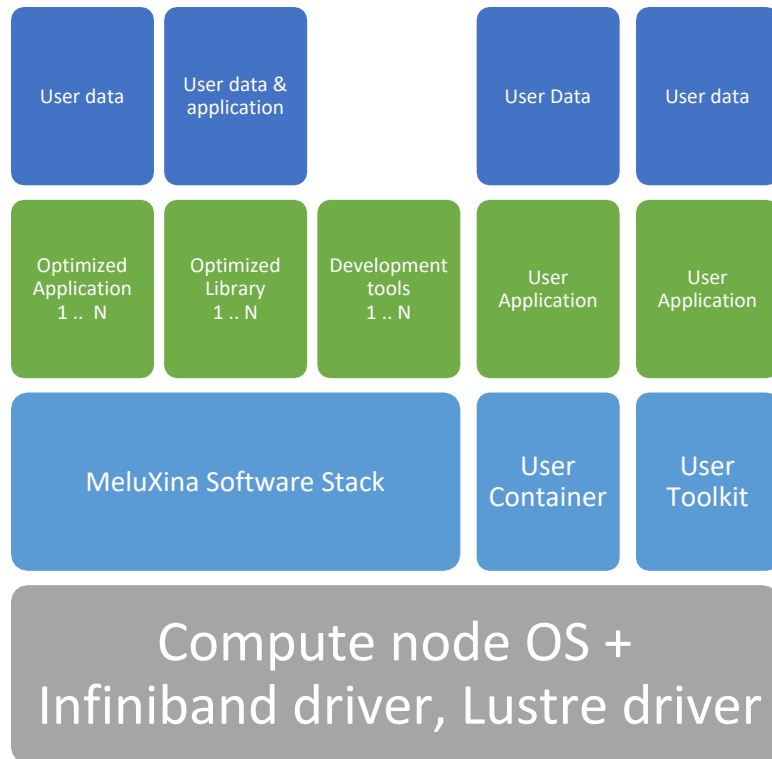 User data
User data &
application
User Data
User data
Optimized
Application
1 ..  N
Optimized
Library
1 .. N
Development
tools
1 .. N
User
Application
User
Application
MeluXina Software Stack
User
Container
User
Toolkit
Compute node OS +
Infiniband driver, Lustre driver